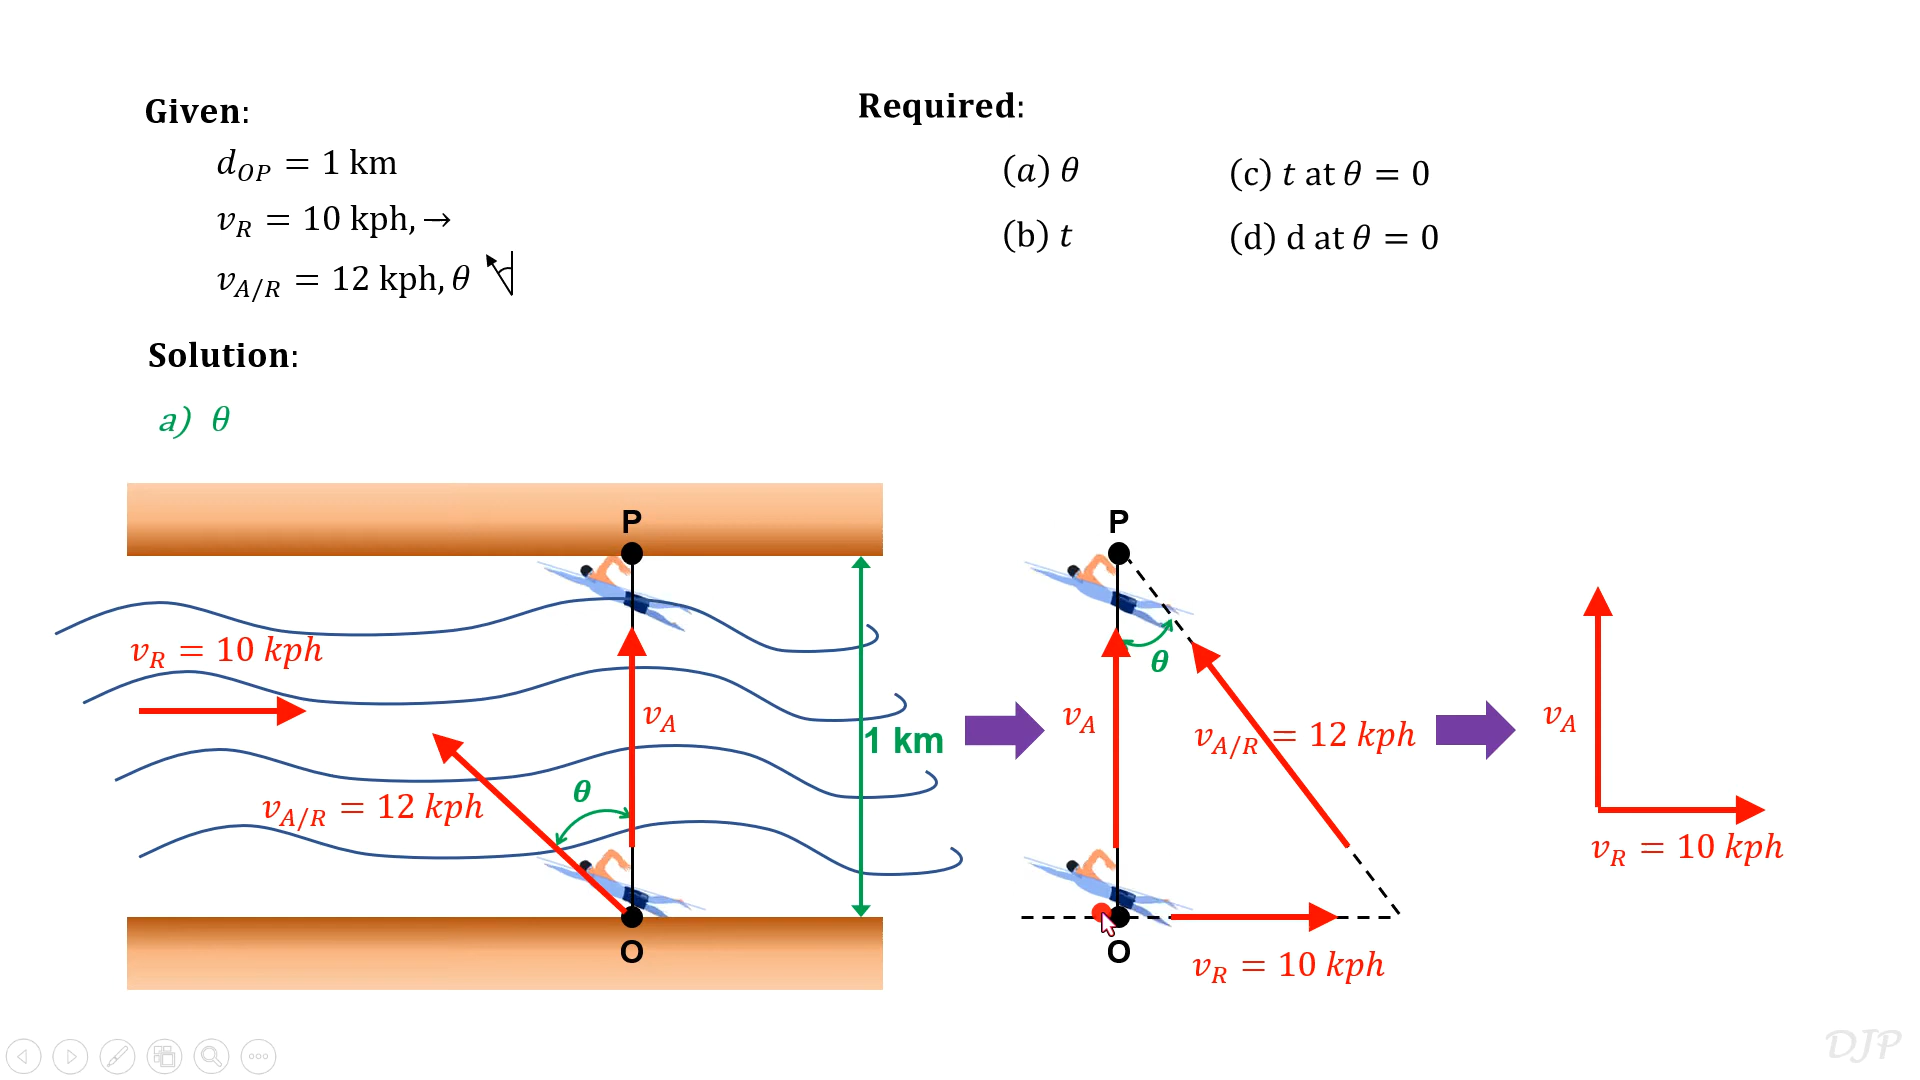 Given:
d_OP = 1 km
v_R = 10 kph, →
v_A/R = 12 kph, θ
Required:
(a) θ
(b) t
(c) t at θ = 0
(d) d at θ = 0
Solution:
a) θ
P
v_R = 10 kph
v_A
1 km
θ
v_A/R = 12 kph
O
P
θ
v_A
v_A/R = 12 kph
O
v_R = 10 kph
v_A
v_R = 10 kph
DJP